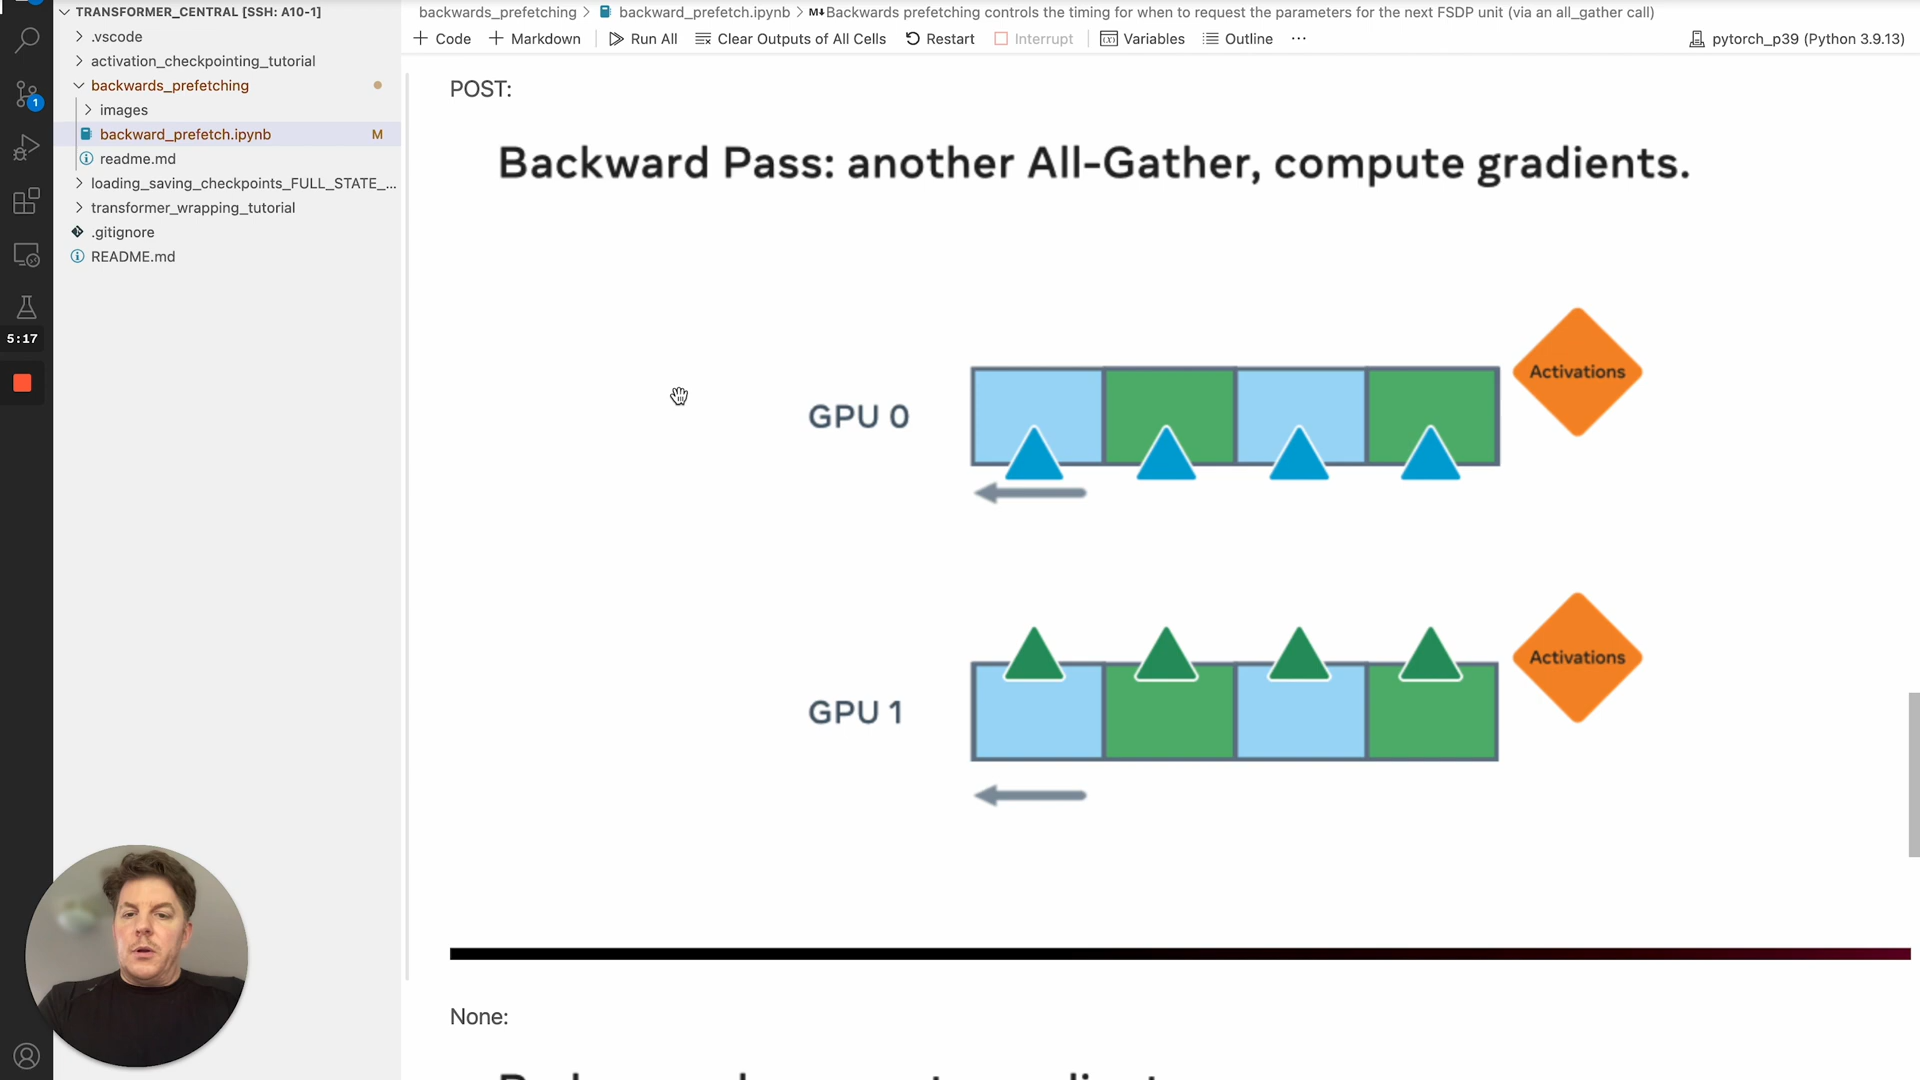 TRANSFORMER_CENTRAL [SSH: A10-1]
.vscode
activation_checkpointing_tutorial
backwards_prefetching
images
backward_prefetch.ipynb M
readme.md
loading_saving_checkpoints_FULL_STATE_...
transformer_wrapping_tutorial
.gitignore
README.md
1
5:17
backwards_prefetching > backward_prefetch.ipynb > M↓Backwards prefetching controls the timing for when to request the parameters for the next FSDP unit (via an all_gather call)
+ Code + Markdown Run All Clear Outputs of All Cells Restart Interrupt Variables Outline ... pytorch_p39 (Python 3.9.13)
POST:
Backward Pass: another All-Gather, compute gradients.
GPU 0
Activations
GPU 1
Activations
None: